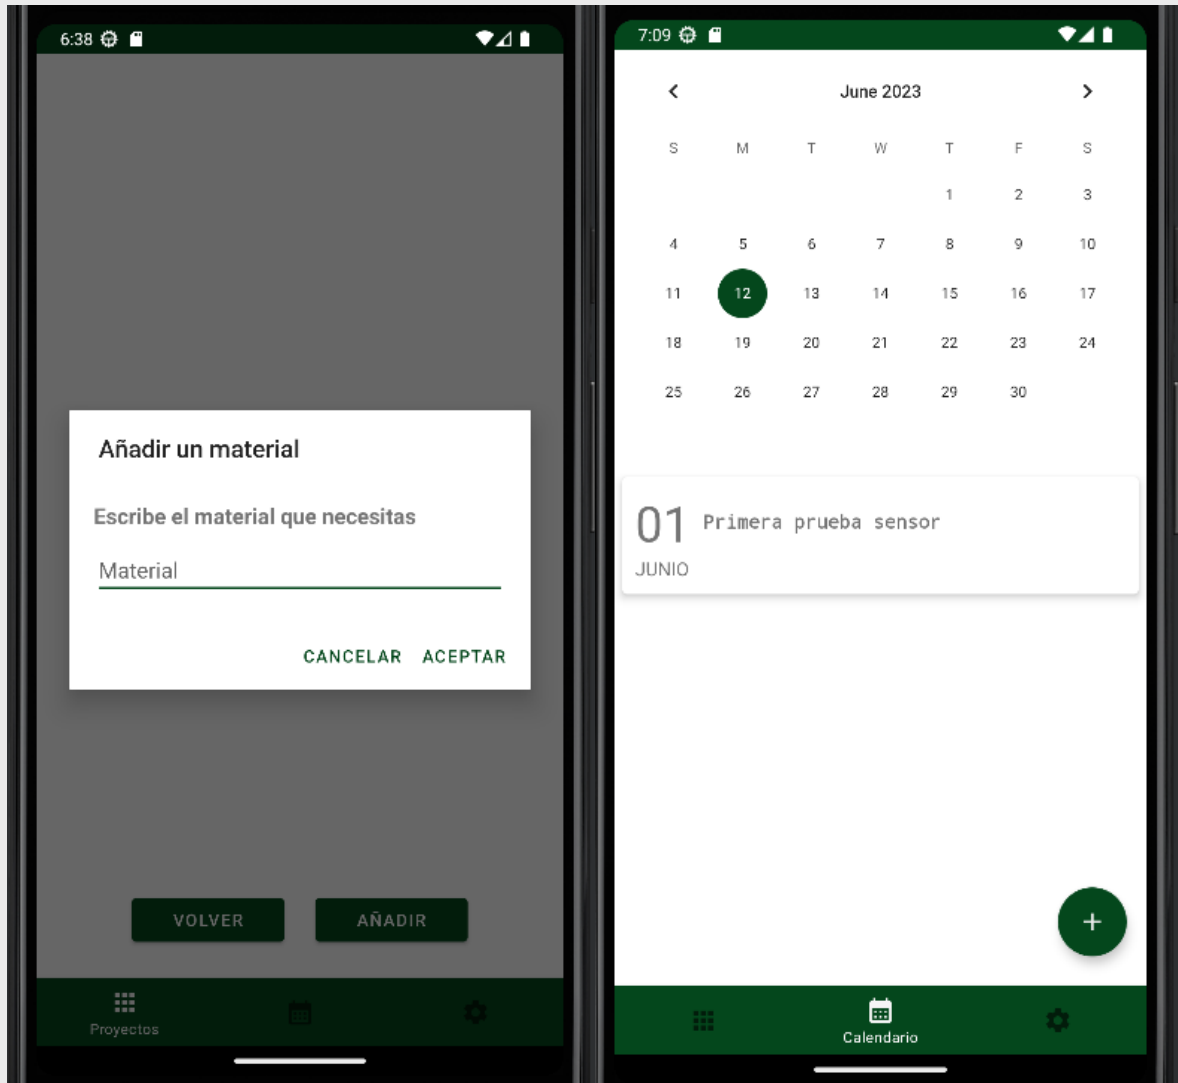 6:38
Añadir un material
Escribe el material que necesitas
Material
CANCELAR ACEPTAR
VOLVER AÑADIR
Proyectos
7:09
June 2023
S M T W T F S
1 2 3
4 5 6 7 8 9 10
11 12 13 14 15 16 17
18 19 20 21 22 23 24
25 26 27 28 29 30
01 Primera prueba sensor
JUNIO
+
Calendario